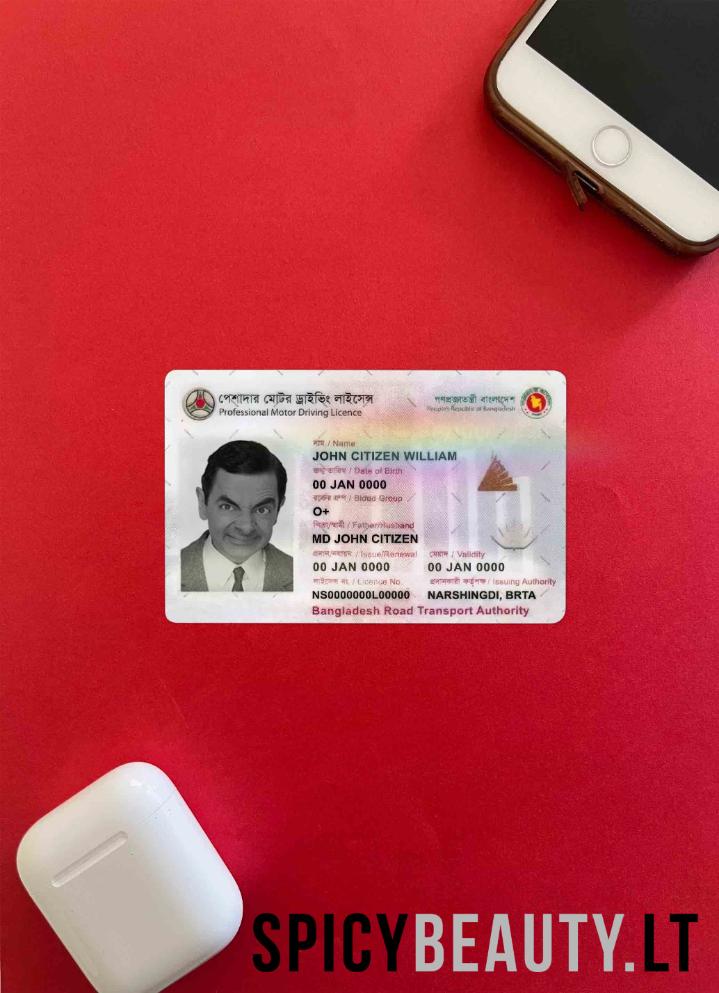 পেশাদার মোটর ড্রাইভিং লাইসেন্স
Professional Motor Driving Licence
গণপ্রজাতন্ত্রী বাংলাদেশ
People's Republic of Bangladesh
নাম / Name
JOHN CITIZEN WILLIAM
জন্ম তারিখ / Date of Birth
00 JAN 0000
রক্তের গ্রুপ / Blood Group
O+
পিতা/স্বামী / Father/Husband
MD JOHN CITIZEN
প্রদান/নবায়ন / Issue/Renewal মেয়াদ / Validity
00 JAN 0000 00 JAN 0000
লাইসেন্স নং / Licence No. প্রদানকারী কর্তৃপক্ষ / Issuing Authority
NS0000000L00000 NARSHINGDI, BRTA
Bangladesh Road Transport Authority
SPICYBEAUTY.LT